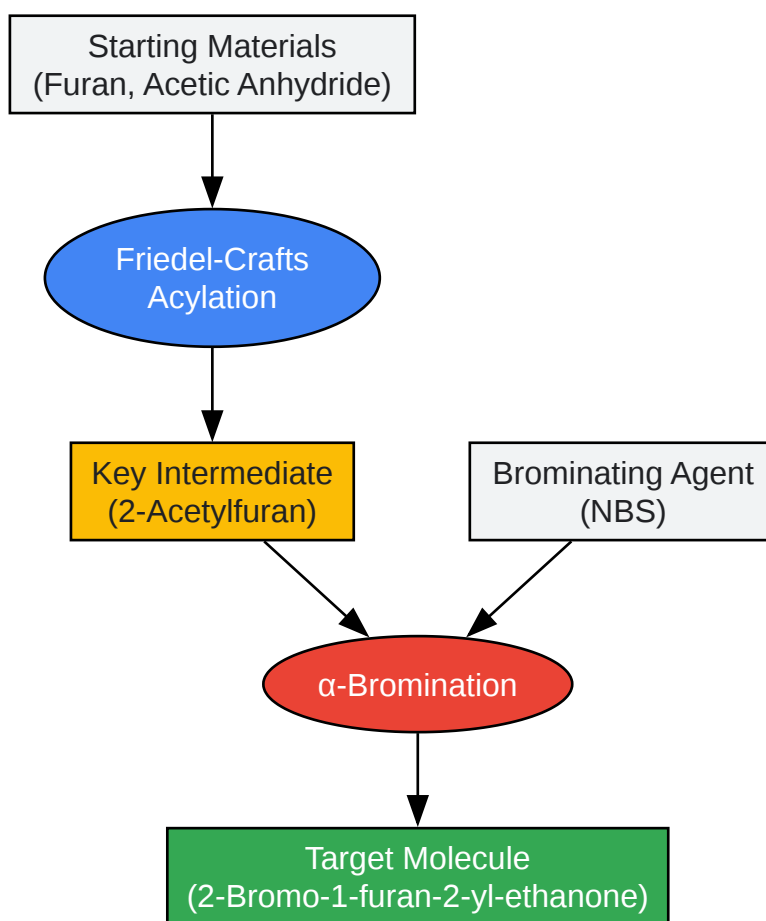 Starting Materials
(Furan, Acetic Anhydride)
Friedel-Crafts
Acylation
Key Intermediate
(2-Acetylfuran)
Brominating Agent
(NBS)
α-Bromination
Target Molecule
(2-Bromo-1-furan-2-yl-ethanone)